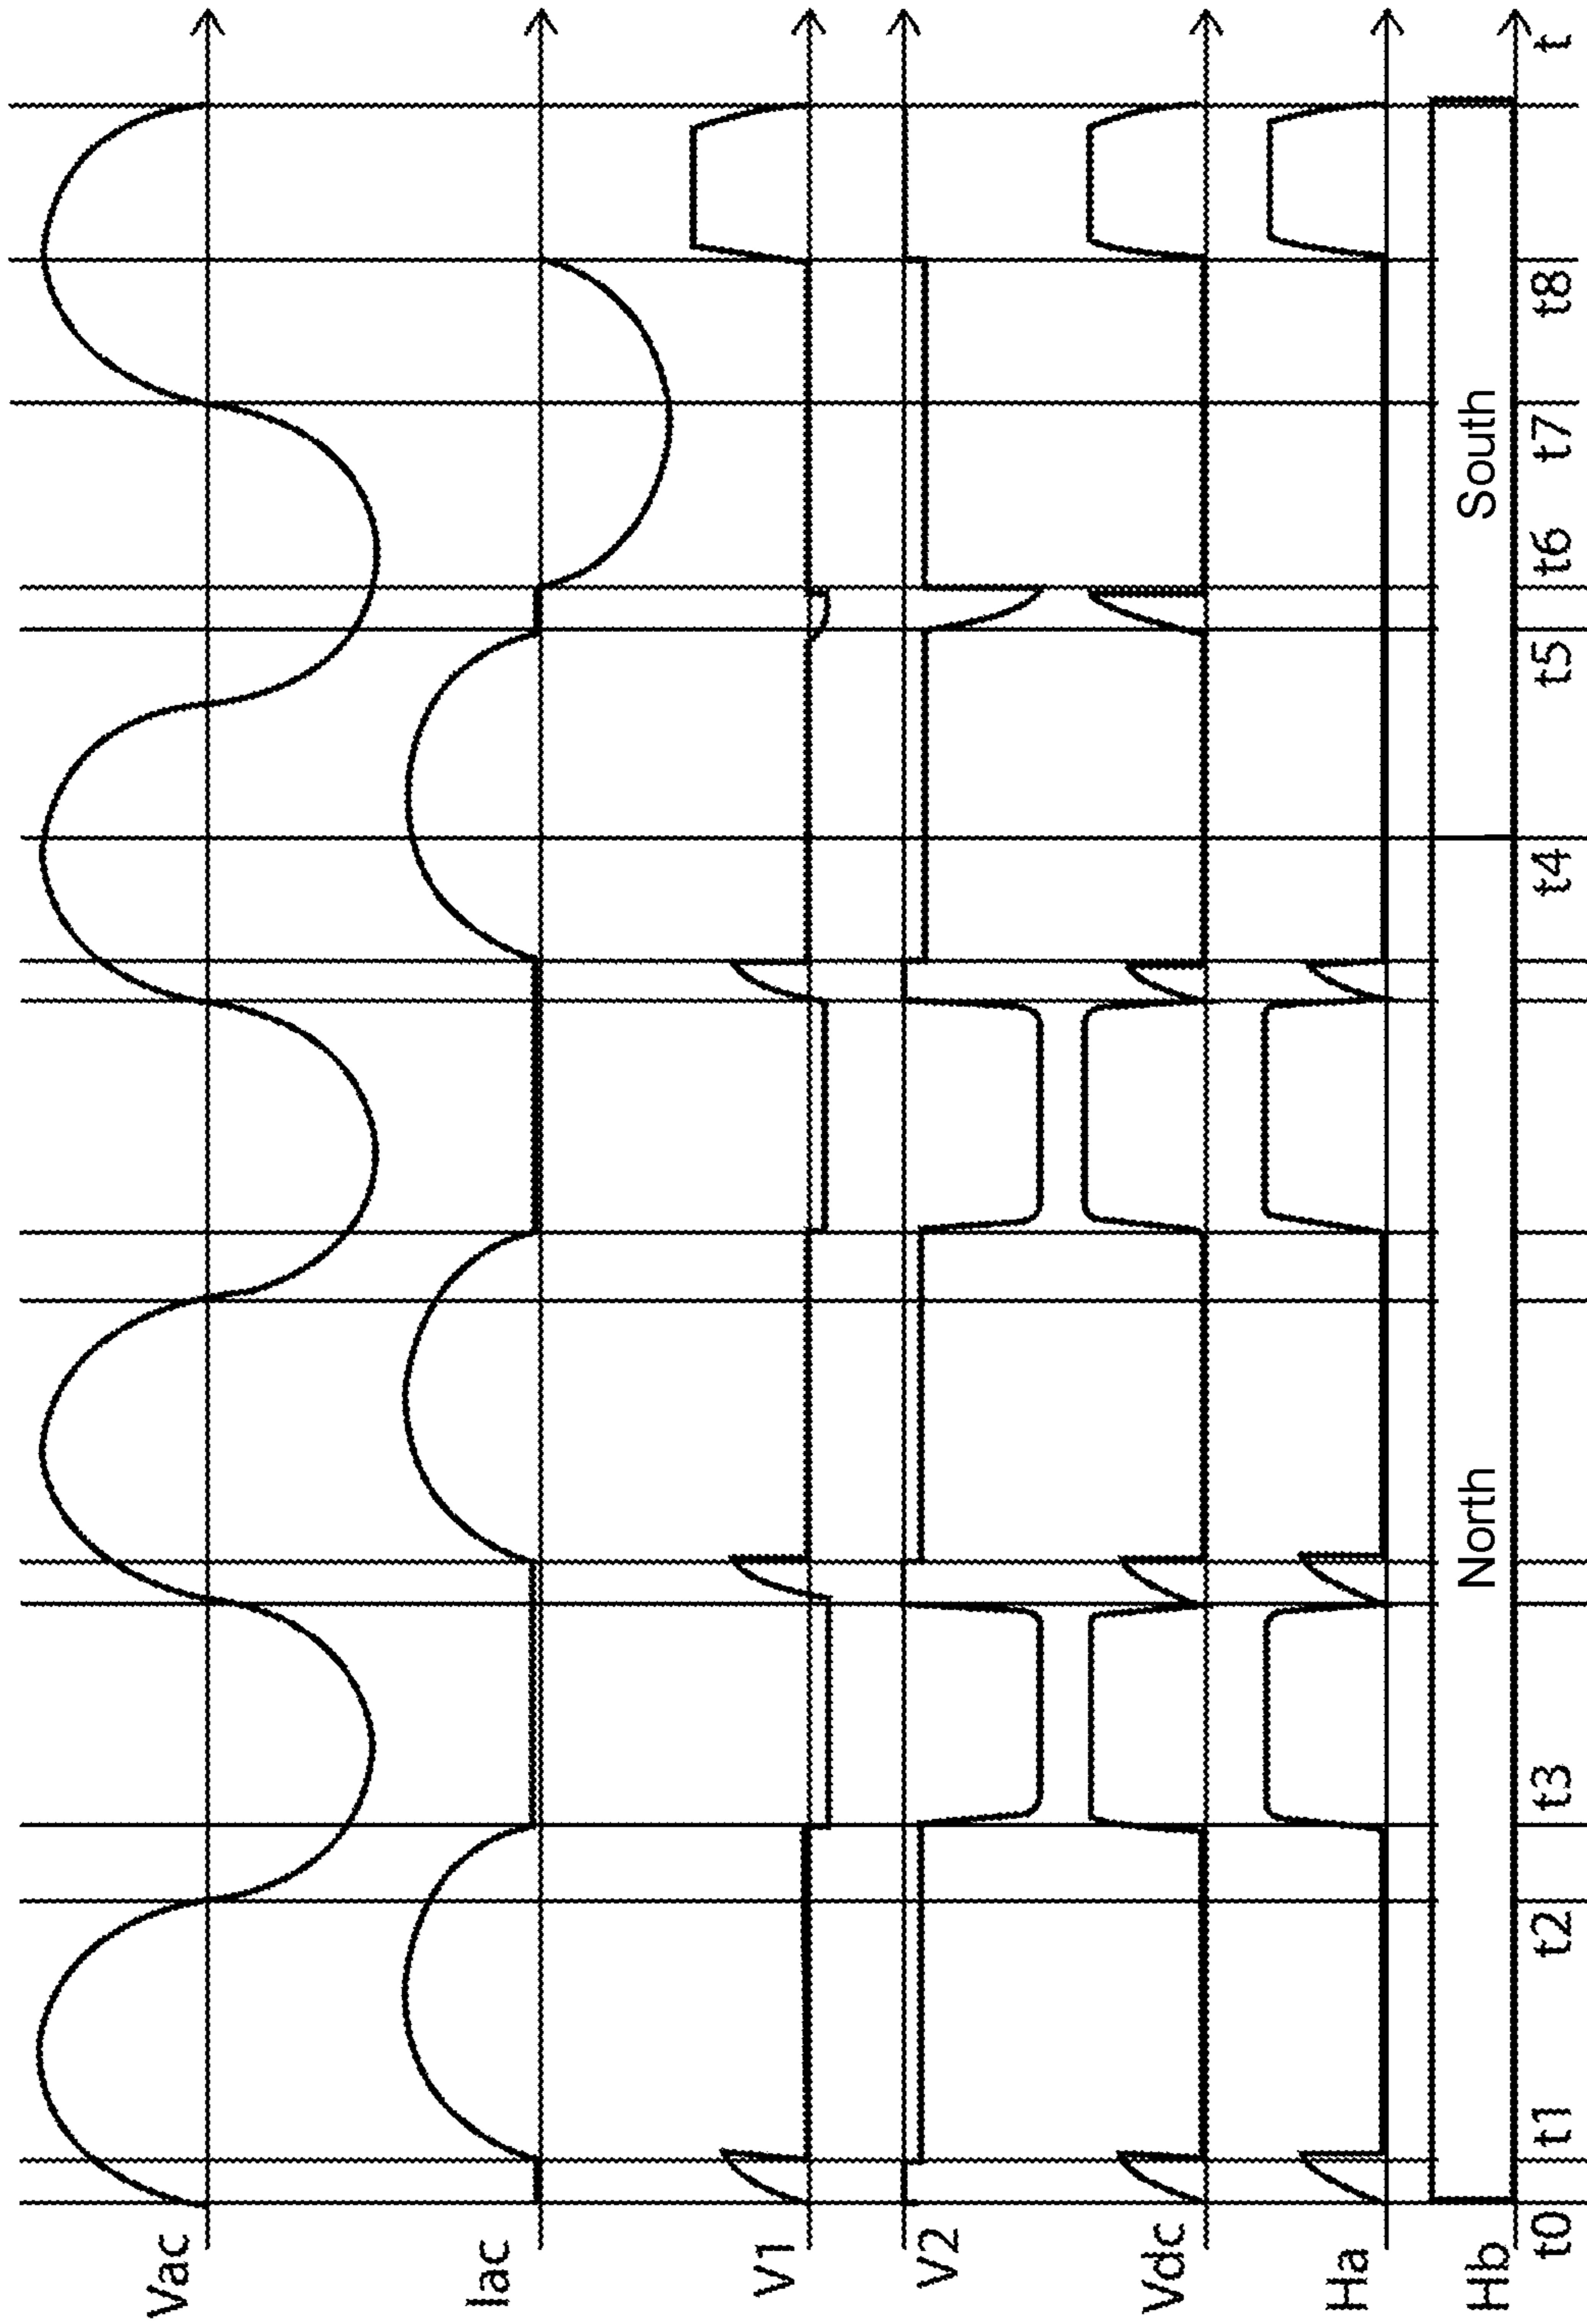 Vac
Iac
V1
V2
Vdc
Ha
Hb
North South
t0 t1 t2 t3 t4 t5 t6 t7 t8 t